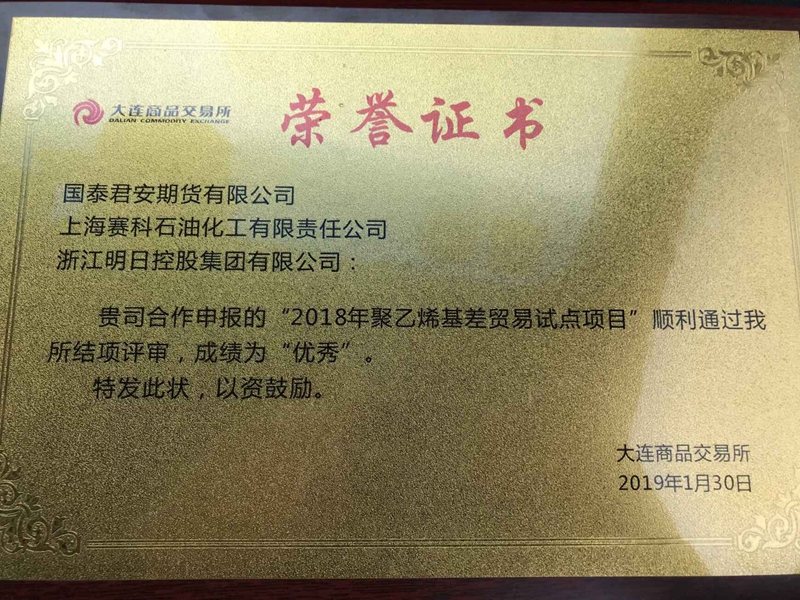 大连商品交易所
DALIAN COMMODITY EXCHANGE
荣誉证书
国泰君安期货有限公司
上海赛科石油化工有限责任公司
浙江明日控股集团有限公司：
贵司合作申报的“2018年聚乙烯基差贸易试点项目”顺利通过我
所结项评审，成绩为“优秀”。
特发此状，以资鼓励。
大连商品交易所
2019年1月30日